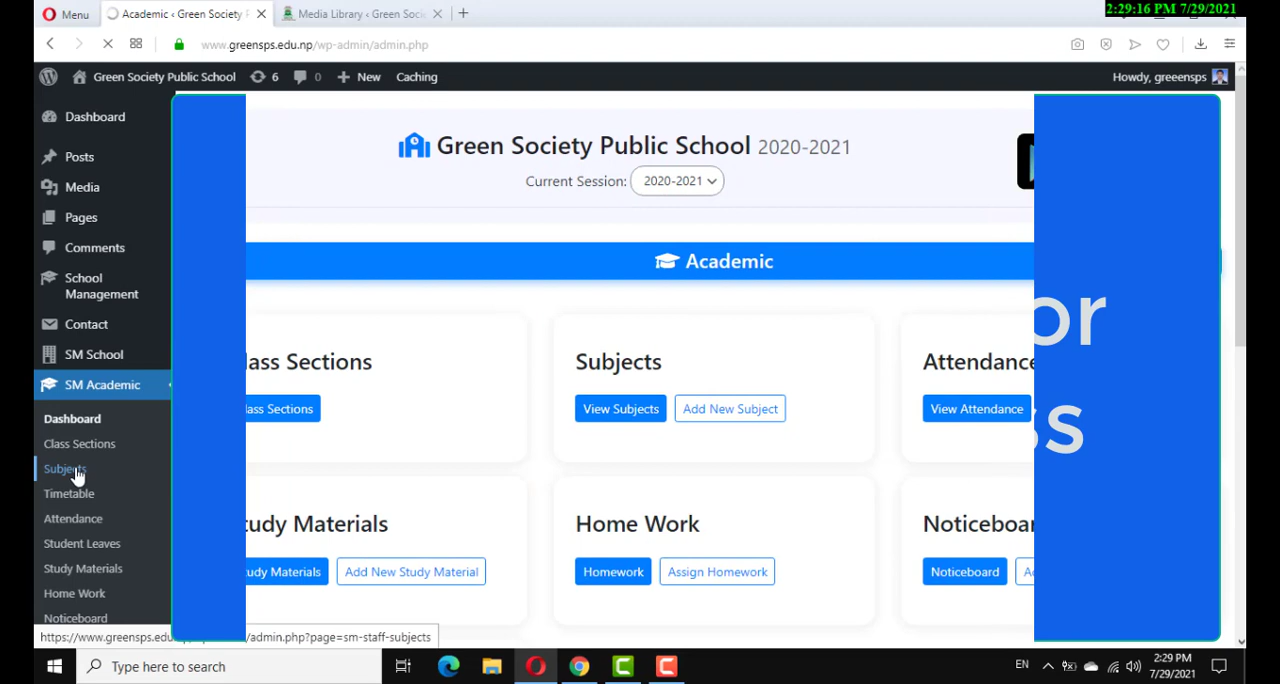 2:29:16 PM 7/29/2021
Menu
Academic ‹ Green Society P
Media Library ‹ Green Soci
www.greensps.edu.np/wp-admin/admin.php
Green Society Public School
6
0
New
Caching
Howdy, greeensps
Dashboard
Posts
Media
Pages
Comments
School
Management
Contact
SM School
SM Academic
Dashboard
Class Sections
Subjects
Timetable
Attendance
Student Leaves
Study Materials
Home Work
Noticeboard
Green Society Public School 2020-2021
Current Session: 2020-2021
Academic
lass Sections
lass Sections
Subjects
View Subjects
Add New Subject
Attendance
View Attendance
tudy Materials
tudy Materials
Add New Study Material
Home Work
Homework
Assign Homework
Noticeboar
Noticeboard
or
s
/admin.php?page=sm-staff-subjects
https://www.greensps.edu
Type here to search
EN
2:29 PM
7/29/2021